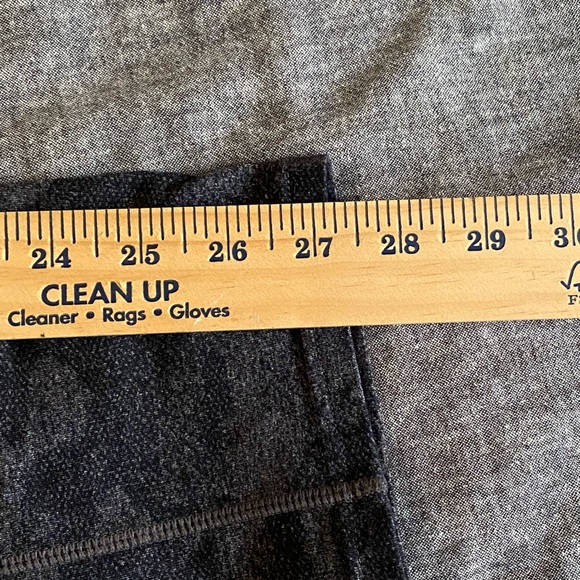 24 25 26 27 28 29
CLEAN UP
Cleaner • Rags • Gloves